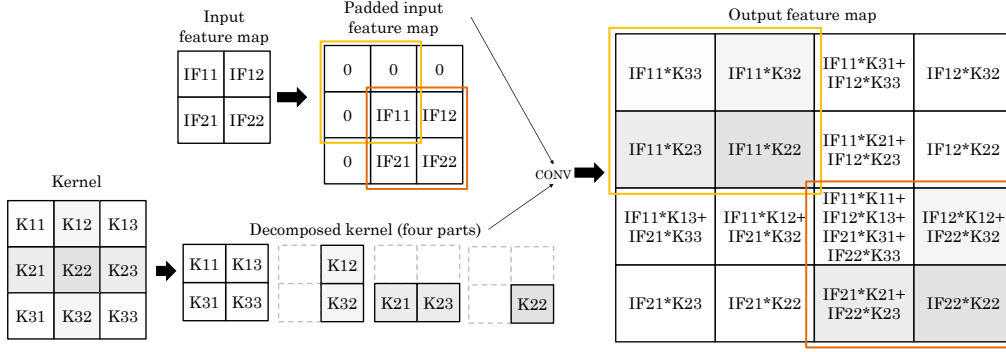 Input
feature map
IF11 IF12
IF21 IF22
Padded input
feature map
0 0 0
0 IF11 IF12
0 IF21 IF22
Kernel
K11 K12 K13
K21 K22 K23
K31 K32 K33
Decomposed kernel (four parts)
K11 K13
K31 K33
K12
K32
K21 K23
K22
CONV
Output feature map
IF11*K33
IF11*K32
IF11*K31+
IF12*K33
IF12*K32
IF11*K23
IF11*K22
IF11*K21+
IF12*K23
IF12*K22
IF11*K13+
IF21*K33
IF11*K12+
IF21*K32
IF11*K11+
IF12*K13+
IF21*K31+
IF22*K33
IF12*K12+
IF22*K32
IF21*K23
IF21*K22
IF21*K21+
IF22*K23
IF22*K22